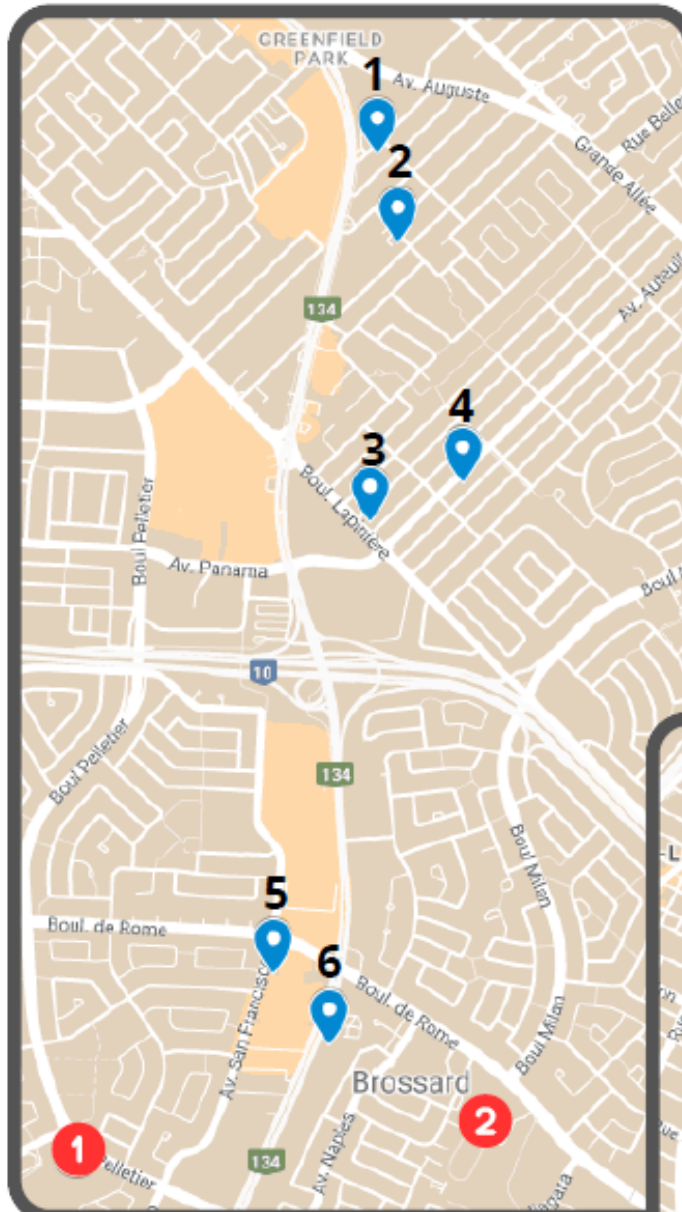 GREENFIELD
PARK
1
Av. Auguste
Rue Belle
2
Grande Allée
Av. Auteuil
134
4
3
Boul. Lapinière
Boul Pelletier
Av. Panama
Boul
10
134
Boul Pelletier
-L
Boul Milan
5
Boul. de Rome
6
Av. San Francisco
Boul. de Rome
Boul Milan
Brossard
2
1
Pelletier
134
Av. Naples